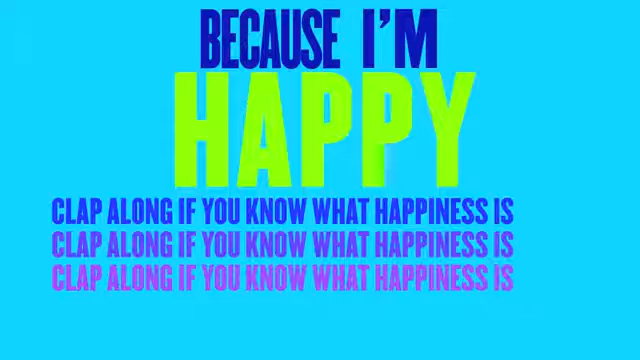 BECAUSE I'M
HAPPY
CLAP ALONG IF YOU KNOW WHAT HAPPINESS IS
CLAP ALONG IF YOU KNOW WHAT HAPPINESS IS
CLAP ALONG IF YOU KNOW WHAT HAPPINESS IS